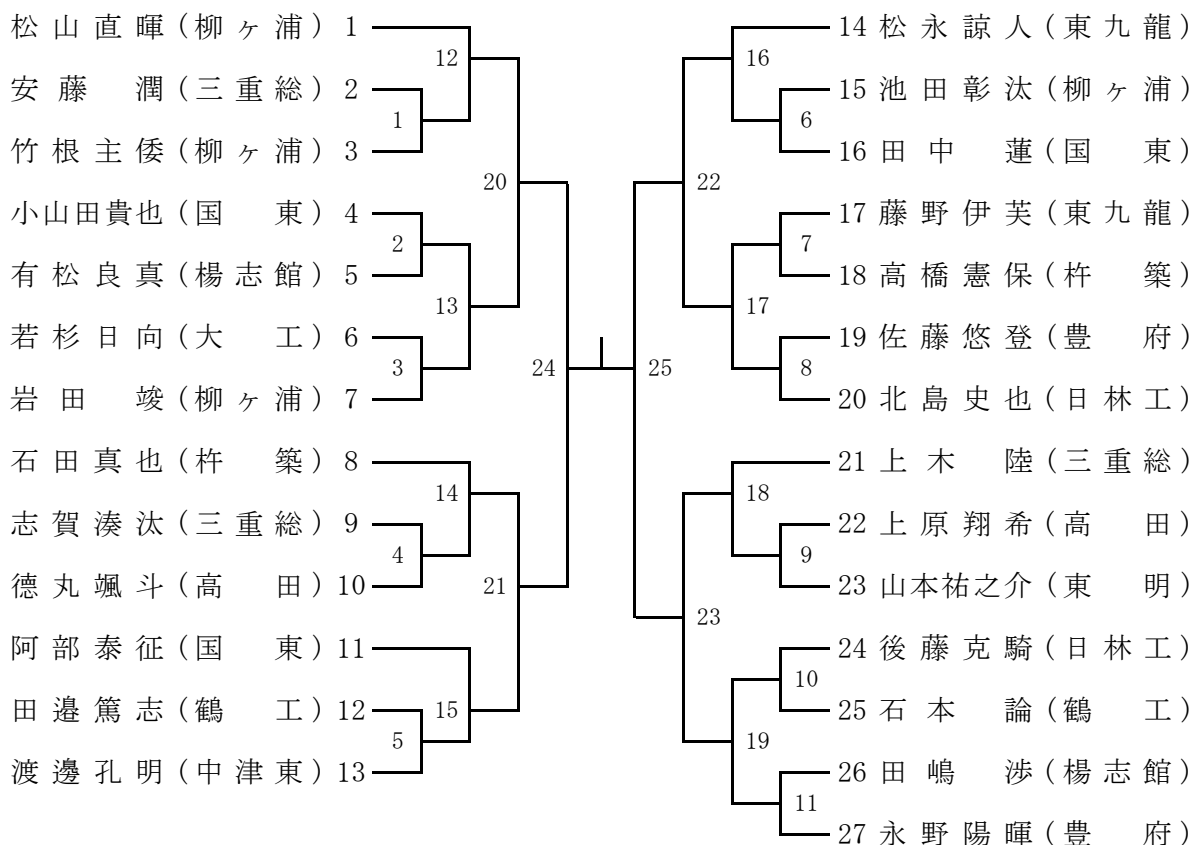 松山直暉(柳ヶ浦) 1
安藤 潤(三重総) 2
竹根主倭(柳ヶ浦) 3
小山田貴也(国 東) 4
有松良真(楊志館) 5
若杉日向(大 工) 6
岩田 竣(柳ヶ浦) 7
石田真也(杵 築) 8
志賀湊汰(三重総) 9
德丸颯斗(高 田) 10
阿部泰征(国 東) 11
田邉篤志(鶴 工) 12
渡邊孔明(中津東) 13
12
1
20
2
13
3
24
14
4
21
15
5
14 松永諒人(東九龍)
15 池田彰汰(柳ヶ浦)
16 田中 蓮(国 東)
17 藤野伊芙(東九龍)
18 高橋憲保(杵 築)
19 佐藤悠登(豊 府)
20 北島史也(日林工)
21 上木 陸(三重総)
22 上原翔希(高 田)
23 山本祐之介(東 明)
24 後藤克騎(日林工)
25 石本 論(鶴 工)
26 田嶋 渉(楊志館)
27 永野陽暉(豊 府)
16
6
22
7
17
8
25
18
9
23
10
19
11